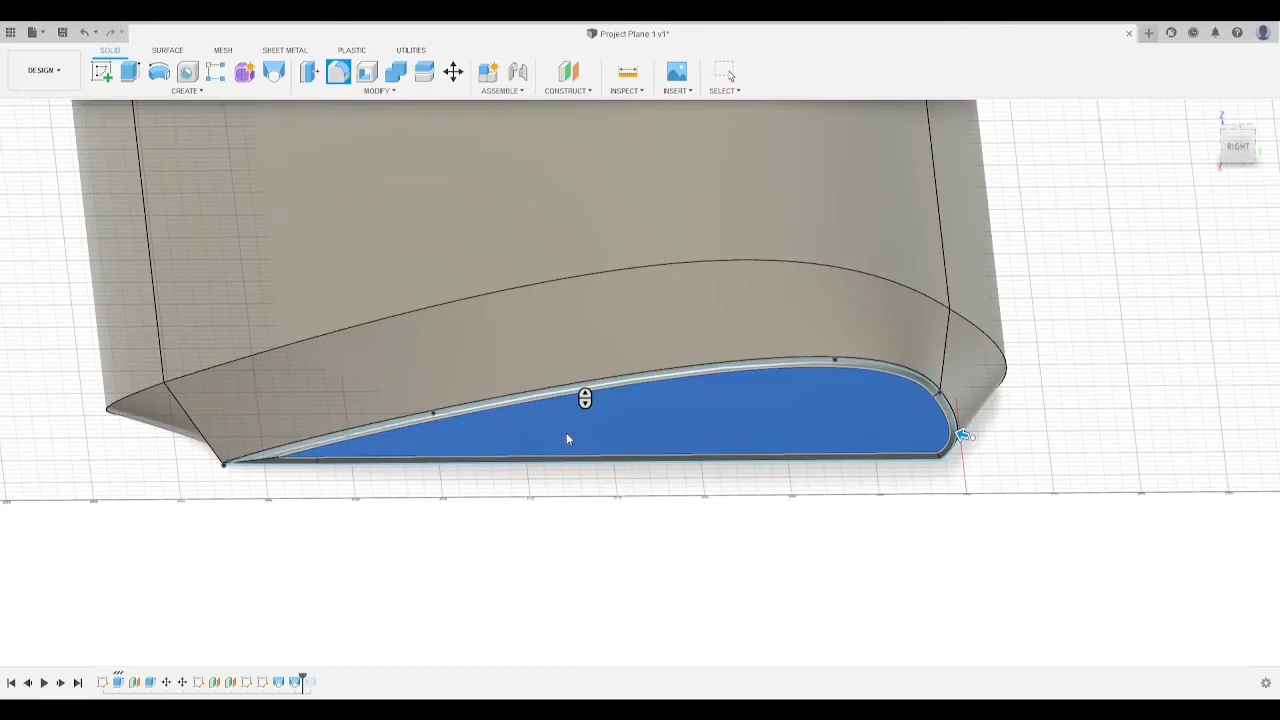 Project Plane 1 v1*
SOLID
SURFACE
MESH
SHEET METAL
PLASTIC
UTILITIES
DESIGN
CREATE
MODIFY
ASSEMBLE
CONSTRUCT
INSPECT
INSERT
SELECT
Z
RIGHT
X